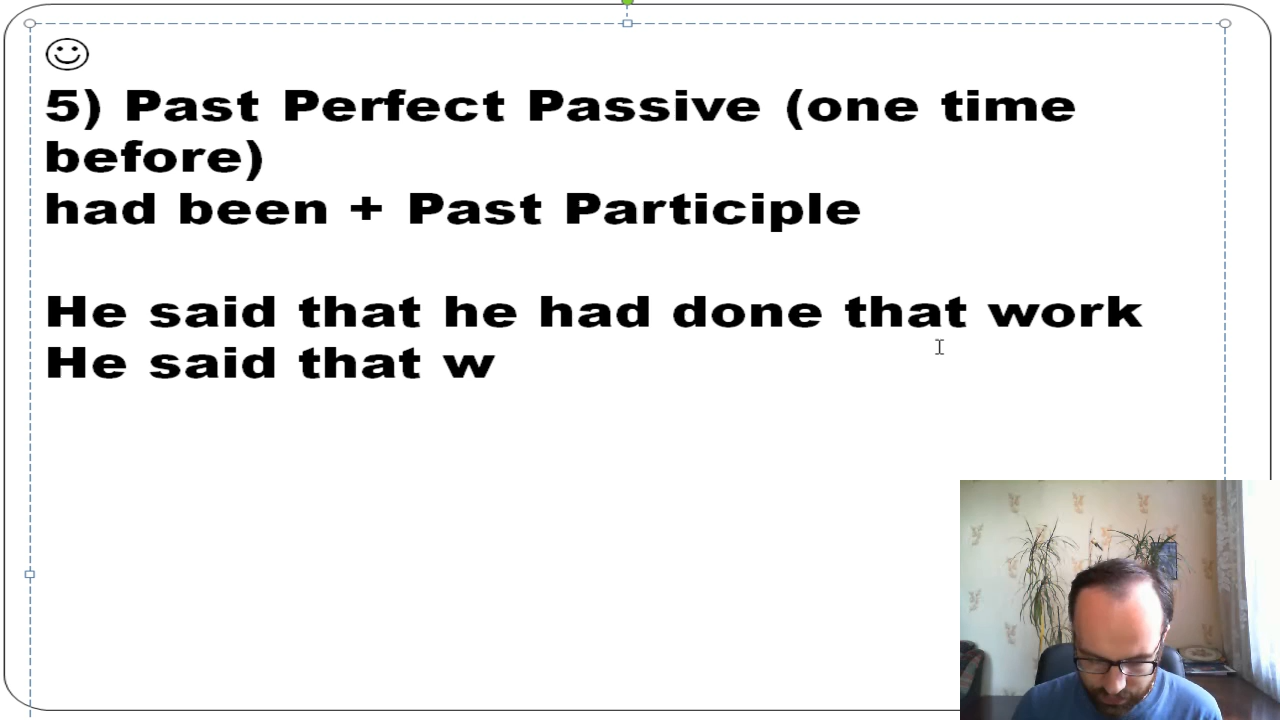 5) Past Perfect Passive (one time
before)
had been + Past Participle
He said that he had done that work
He said that w